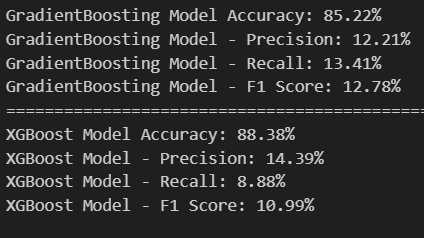 GradientBoosting Model Accuracy: 85.22%
GradientBoosting Model - Precision: 12.21%
GradientBoosting Model - Recall: 13.41%
GradientBoosting Model - F1 Score: 12.78%
============================================
XGBoost Model Accuracy: 88.38%
XGBoost Model - Precision: 14.39%
XGBoost Model - Recall: 8.88%
XGBoost Model - F1 Score: 10.99%